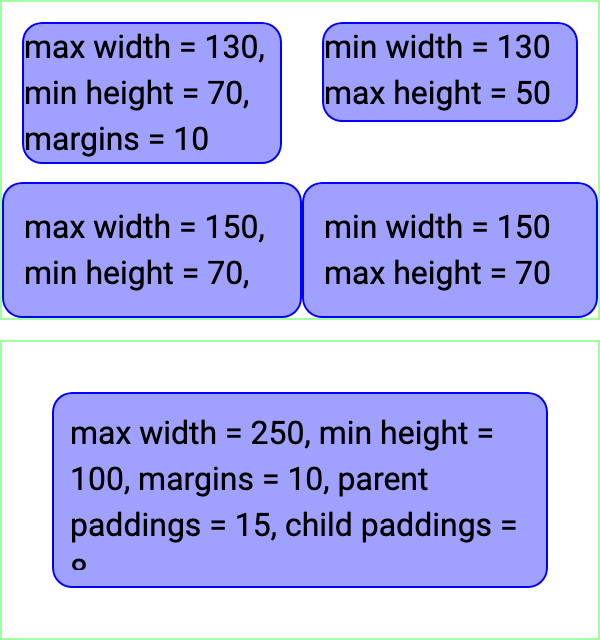 max width = 130,
min height = 70,
margins = 10
min width = 130
max height = 50
max width = 150,
min height = 70,
min width = 150
max height = 70
max width = 250, min height =
100, margins = 10, parent
paddings = 15, child paddings =